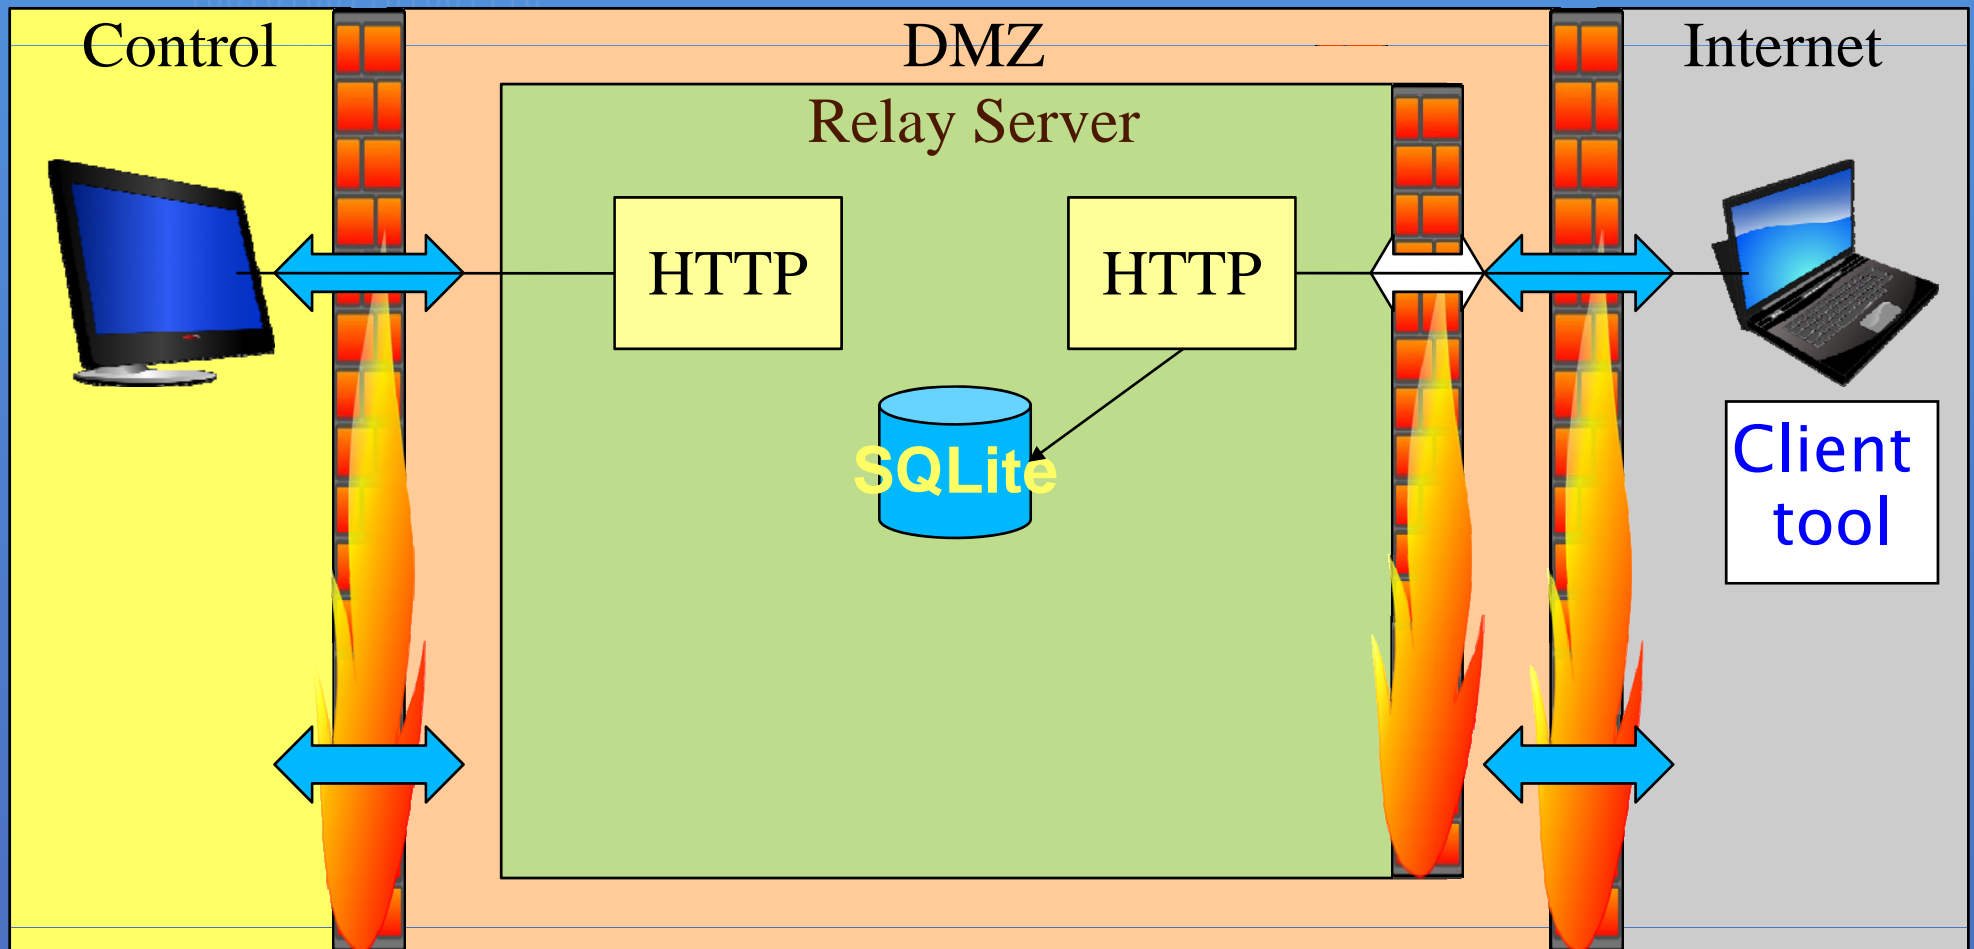 Control
DMZ
Internet
Relay Server
HTTP
HTTP
SQLite
Client
tool